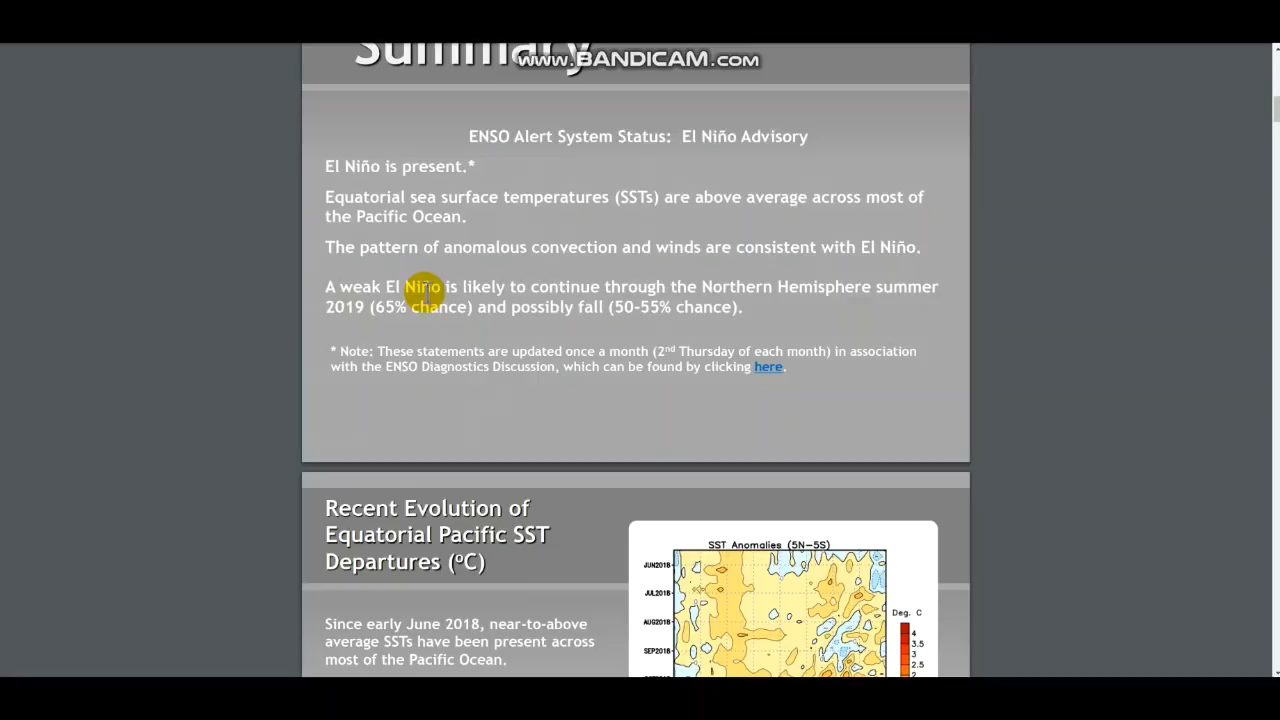 Summary
www.BANDICAM.com
ENSO Alert System Status: El Niño Advisory
El Niño is present.*
Equatorial sea surface temperatures (SSTs) are above average across most of
the Pacific Ocean.
The pattern of anomalous convection and winds are consistent with El Niño.
A weak El Niño is likely to continue through the Northern Hemisphere summer
2019 (65% chance) and possibly fall (50-55% chance).
* Note: These statements are updated once a month (2nd Thursday of each month) in association
with the ENSO Diagnostics Discussion, which can be found by clicking here.
Recent Evolution of
Equatorial Pacific SST
Departures (ºC)
Since early June 2018, near-to-above
average SSTs have been present across
most of the Pacific Ocean.
SST Anomalies (5N-5S)
JUN2018
JUL2018
AUG2018
SEP2018
Deg. C
4
3.5
3
2.5
2